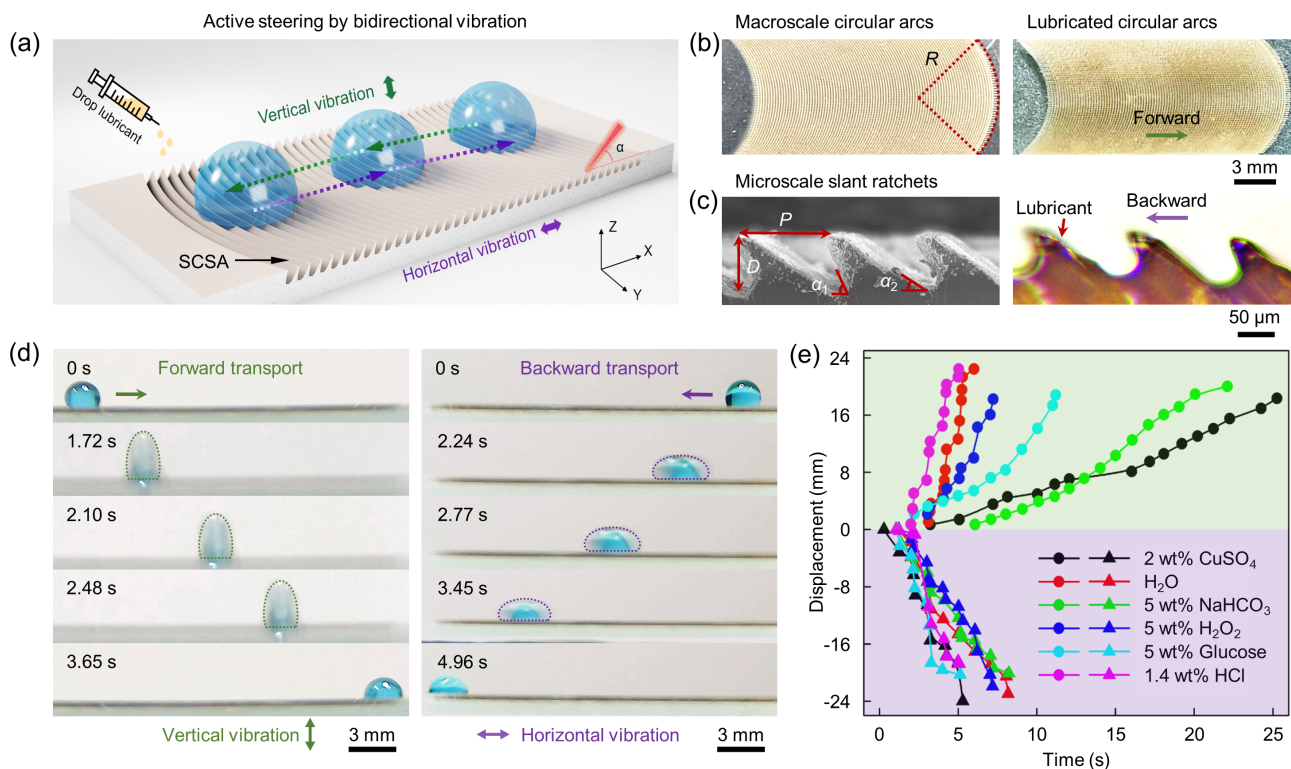 Active steering by bidirectional vibration
(a)
Drop lubricant
Vertical vibration
α
SCSA
Horizontal vibration
Z
X
Y
(b)
Macroscale circular arcs
Lubricated circular arcs
R
Forward
3 mm
(c)
Microscale slant ratchets
P
D
α1
α2
Lubricant
Backward
50 μm
(d)
0 s
Forward transport
1.72 s
2.10 s
2.48 s
3.65 s
Vertical vibration
3 mm
0 s
Backward transport
2.24 s
2.77 s
3.45 s
4.96 s
Horizontal vibration
3 mm
(e)
Displacement (mm)
24
16
8
0
-8
-16
-24
2 wt% CuSO₄
H₂O
5 wt% NaHCO₃
5 wt% H₂O₂
5 wt% Glucose
1.4 wt% HCl
0 5 10 15 20 25
Time (s)